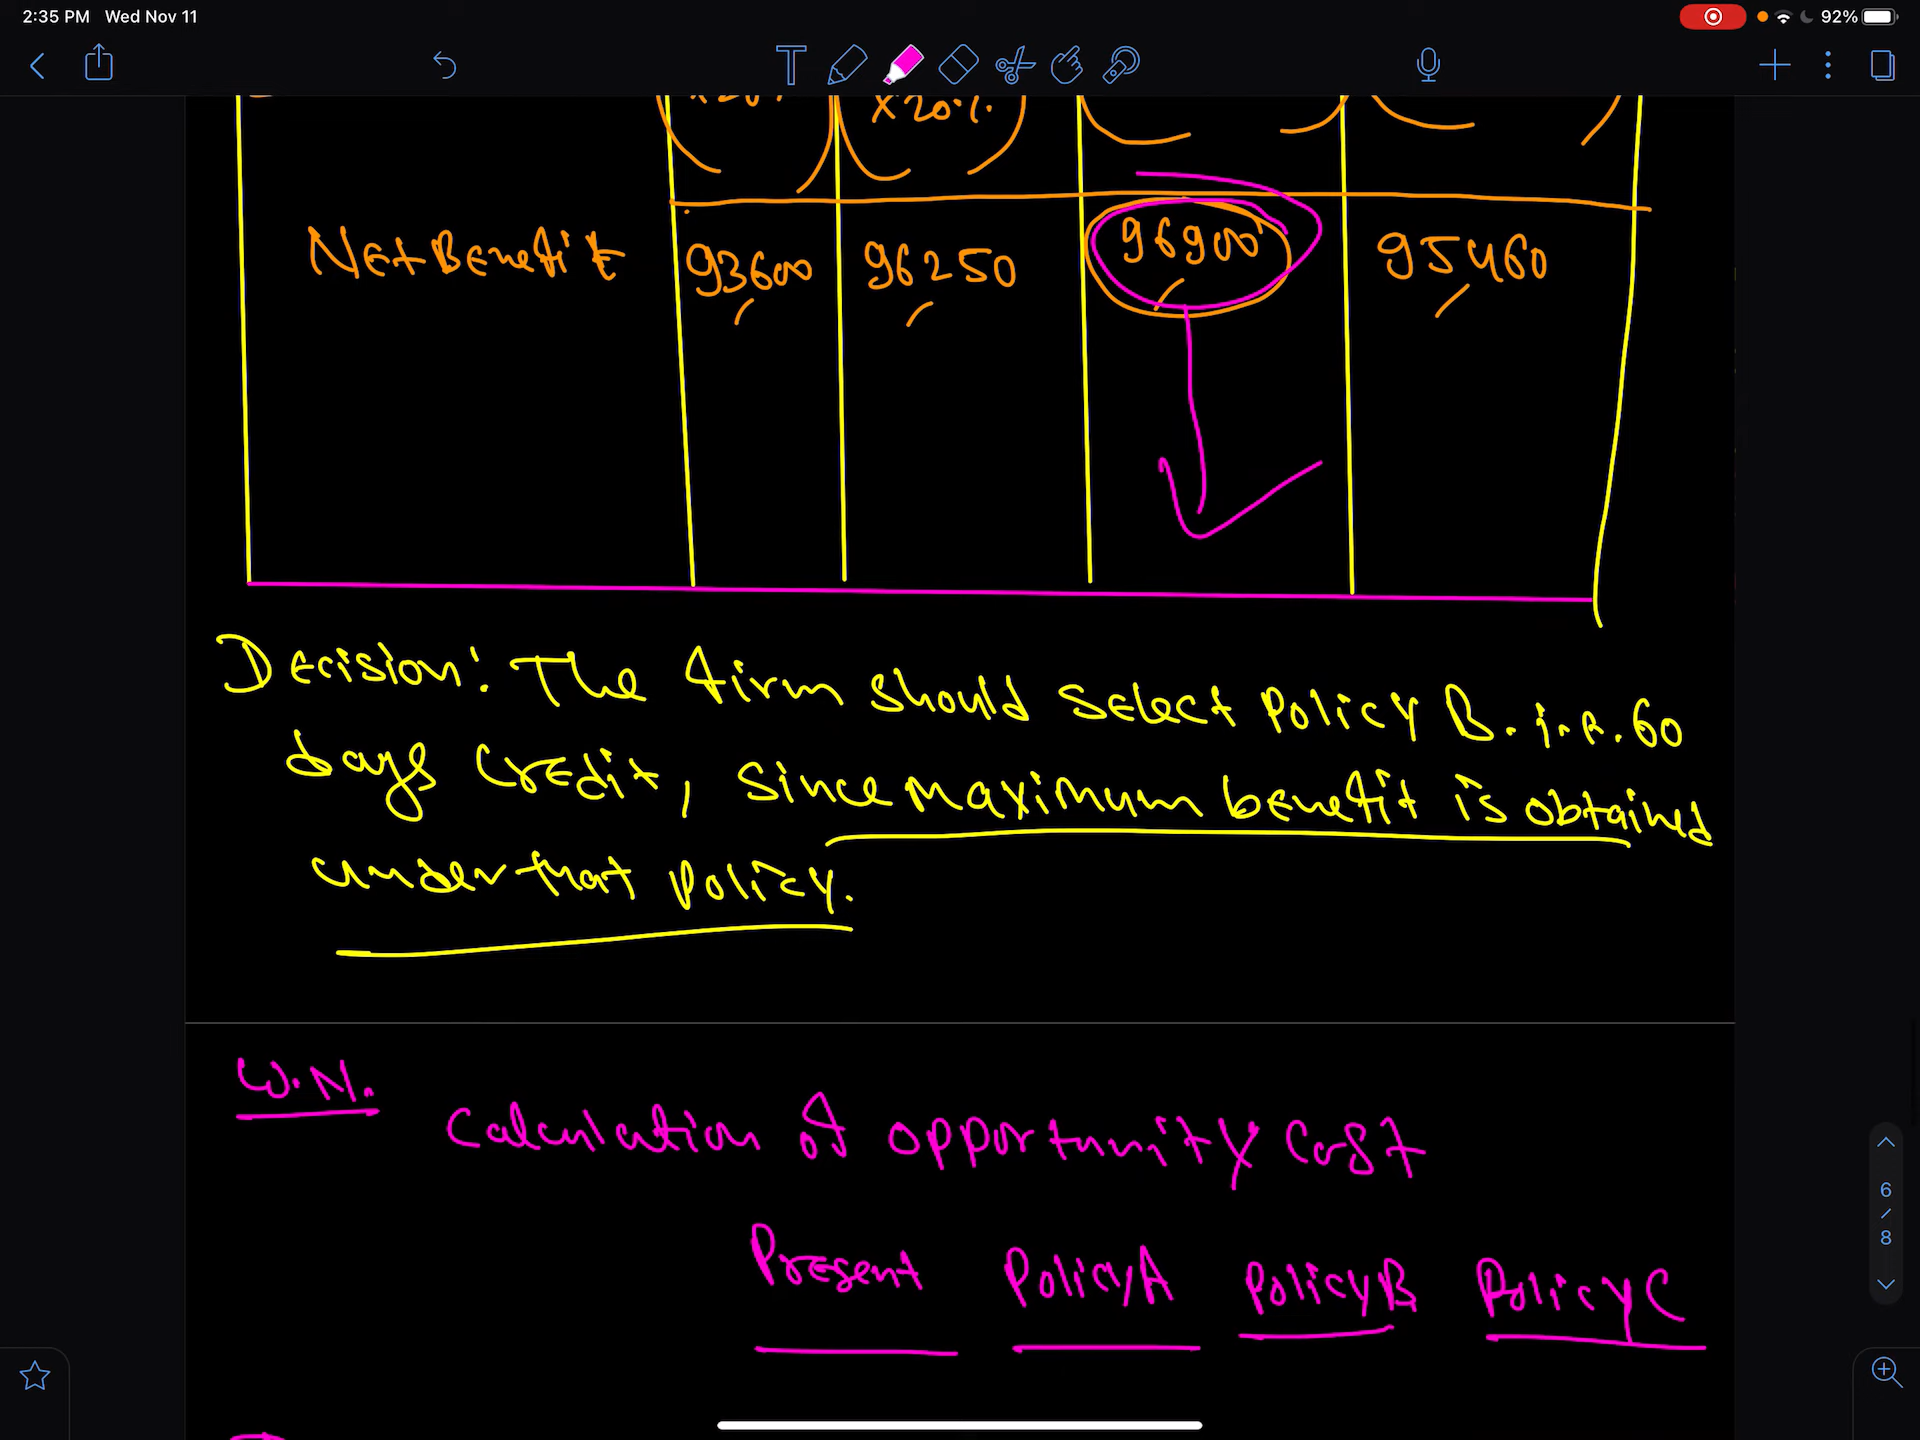 2:35 PM Wed Nov 11 92%
x 20%
Net Benefit 93600 96250 96900 95460
Decision: The firm should select Policy B. i.e. 60
days credit, since maximum benefit is obtained
under that policy.
W.N.
Calculation of opportunity cost
Present Policy A Policy B Policy C
6
/
8